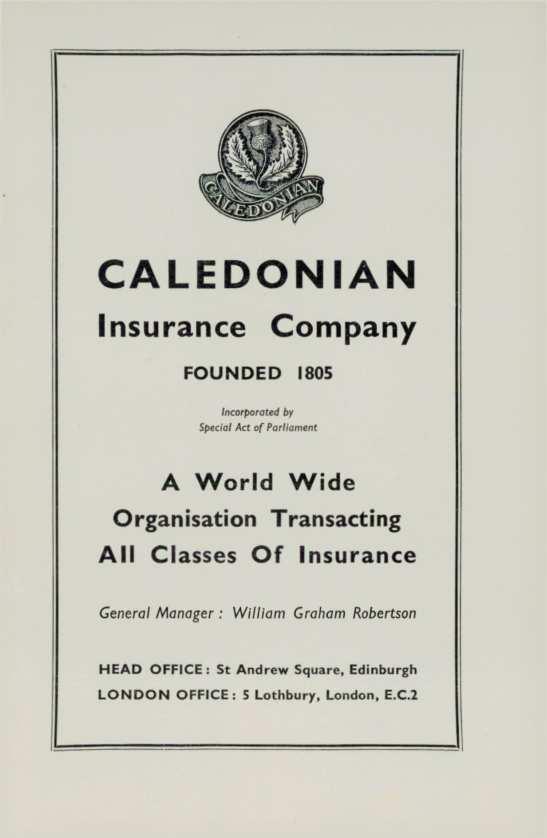 CALEDONIAN
CALEDONIAN
Insurance Company
FOUNDED 1805
Incorporated by
Special Act of Parliament
A World Wide
Organisation Transacting
All Classes Of Insurance
General Manager : William Graham Robertson
HEAD OFFICE : St Andrew Square, Edinburgh
LONDON OFFICE : 5 Lothbury, London, E.C.2